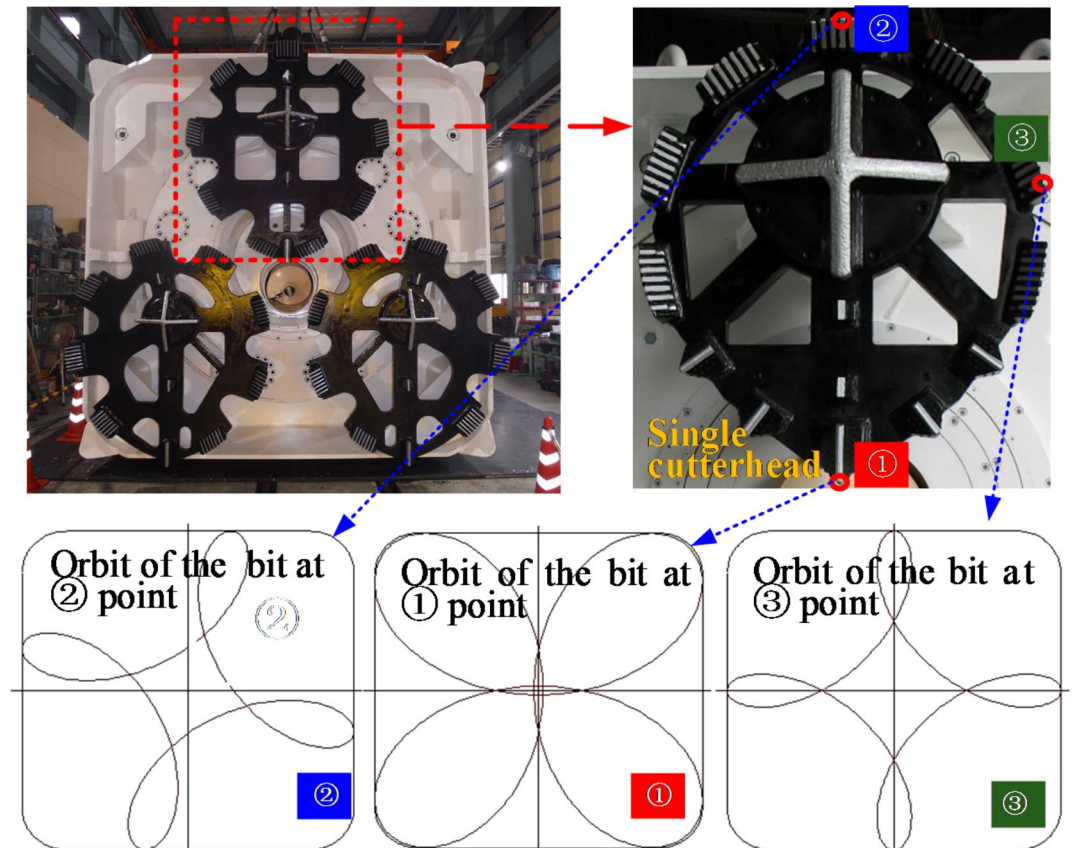 ②
③
Single
cutterhead
①
Orbit of the bit at
② point
②
②
Orbit of the bit at
① point
①
Orbit of the bit at
③ point
③